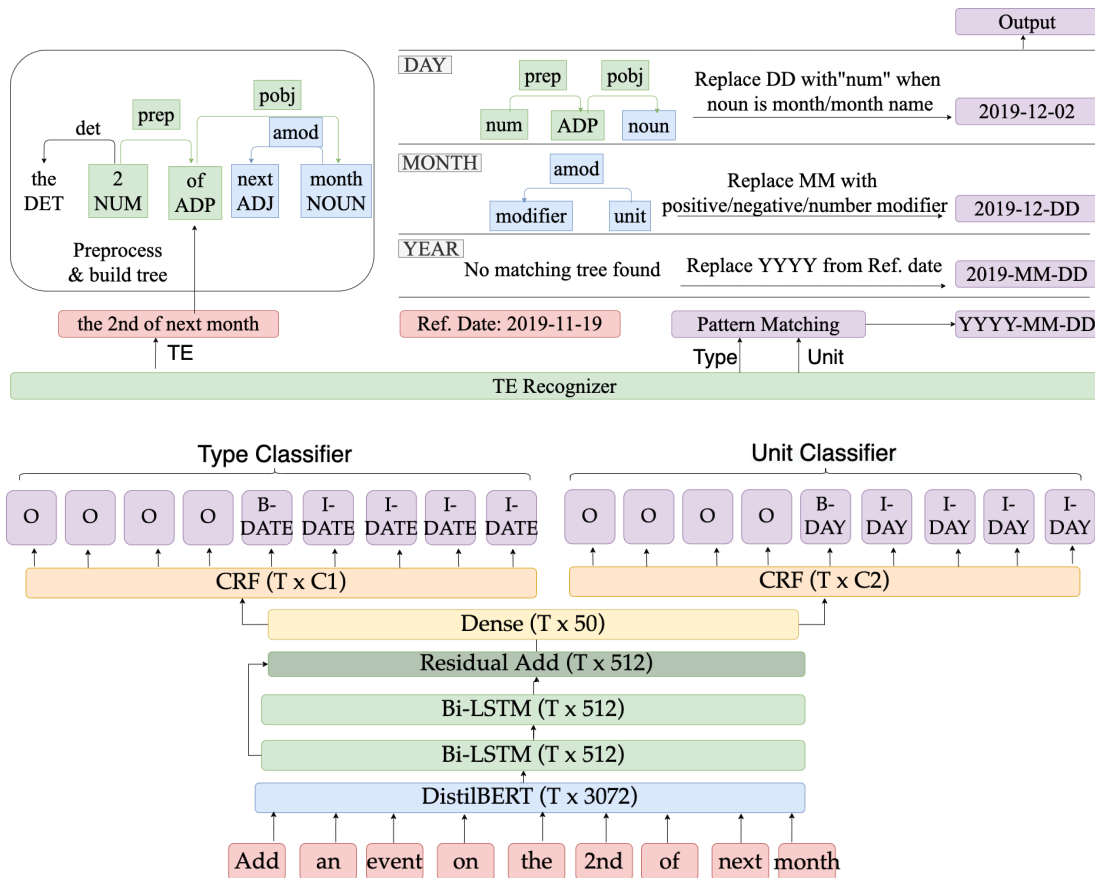 Output
DAY
prep
pobj
num
ADP
noun
Replace DD with"num" when
noun is month/month name
2019-12-02
pobj
prep
amod
det
the
DET
2
NUM
of
ADP
next
ADJ
month
NOUN
Preprocess
& build tree
MONTH
amod
modifier
unit
Replace MM with
positive/negative/number modifier
2019-12-DD
YEAR
No matching tree found
Replace YYYY from Ref. date
2019-MM-DD
the 2nd of next month
Ref. Date: 2019-11-19
Pattern Matching
YYYY-MM-DD
TE
Type
Unit
TE Recognizer
Type Classifier
Unit Classifier
O
O
O
O
B-
DATE
I-
DATE
I-
DATE
I-
DATE
I-
DATE
O
O
O
O
B-
DAY
I-
DAY
I-
DAY
I-
DAY
I-
DAY
CRF (T x C1)
CRF (T x C2)
Dense (T x 50)
Residual Add (T x 512)
Bi-LSTM (T x 512)
Bi-LSTM (T x 512)
DistilBERT (T x 3072)
Add
an
event
on
the
2nd
of
next
month